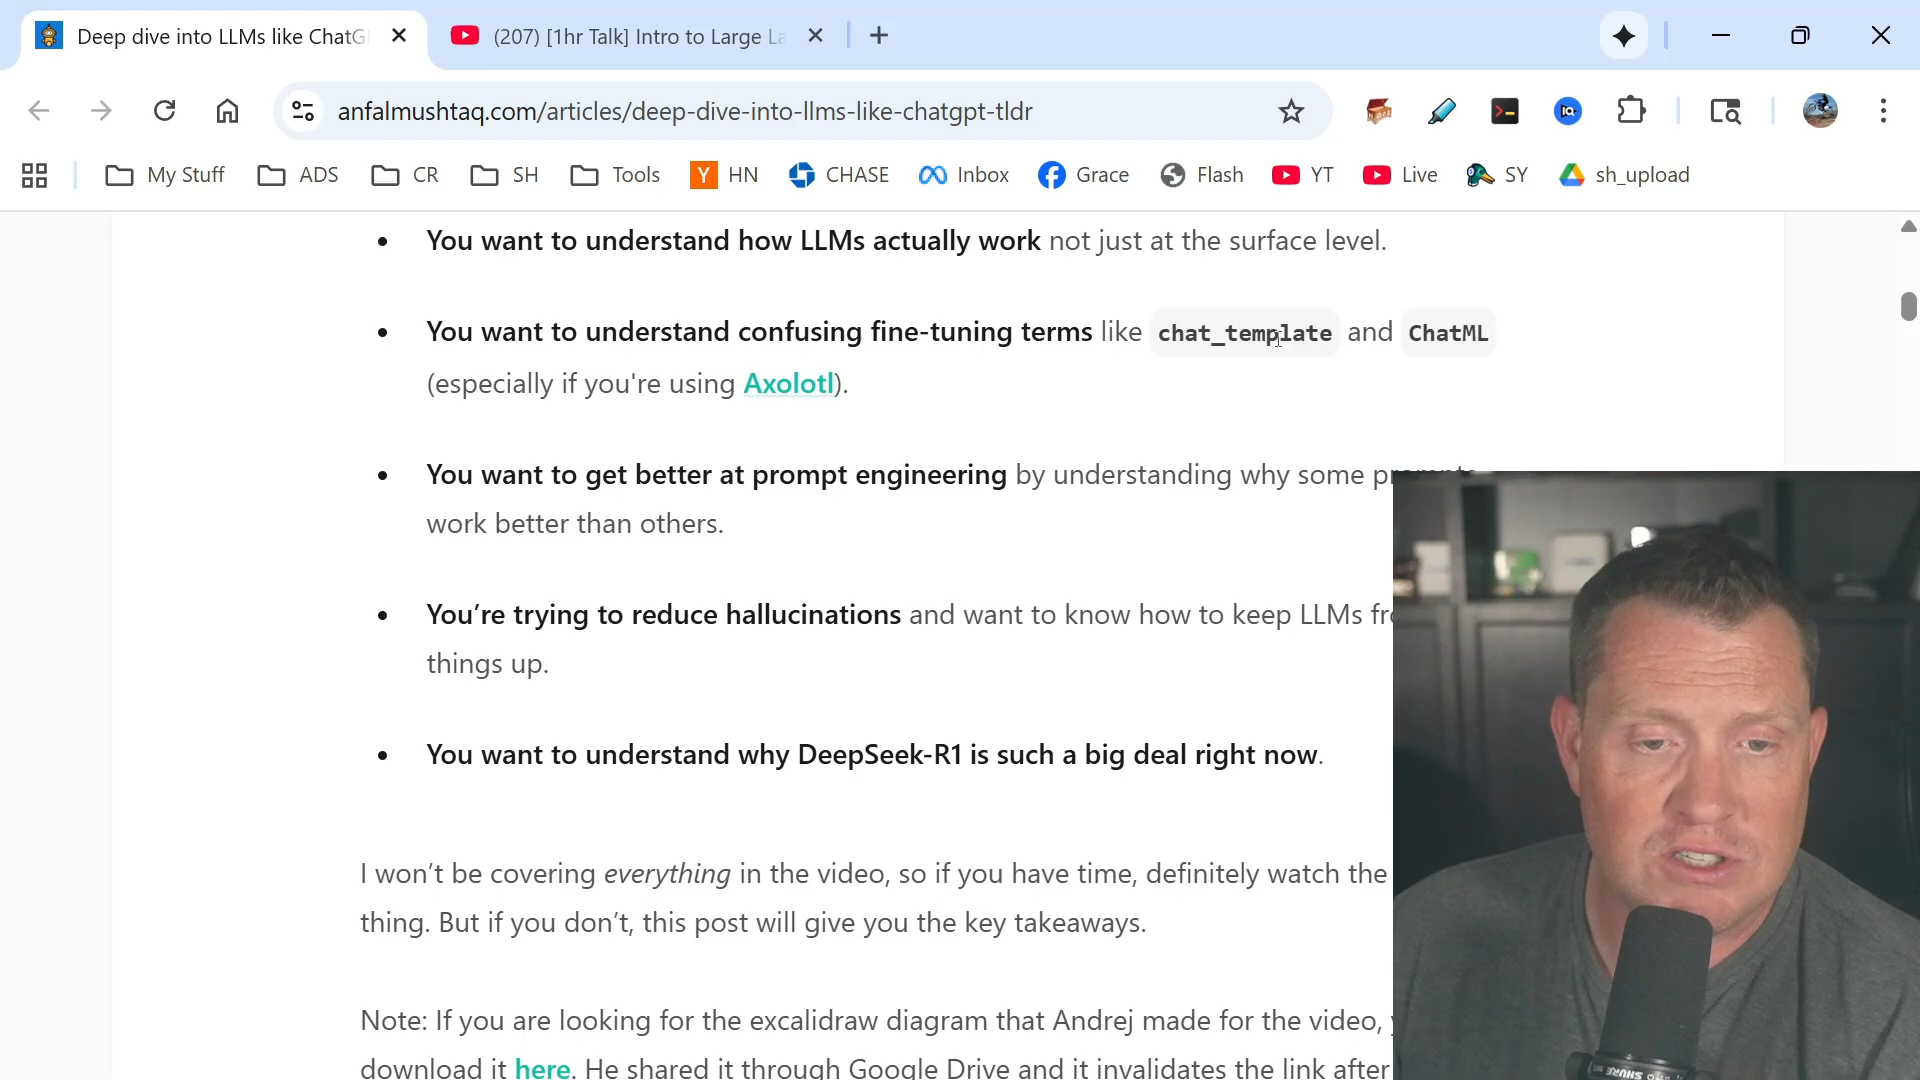 Deep dive into LLMs like ChatG
(207) [1hr Talk] Intro to Large La
anfalmushtaq.com/articles/deep-dive-into-llms-like-chatgpt-tldr
My Stuff ADS CR SH Tools HN CHASE Inbox Grace Flash YT Live SY sh_upload
• You want to understand how LLMs actually work not just at the surface level.
• You want to understand confusing fine-tuning terms like chat_template and ChatML
(especially if you're using Axolotl).
• You want to get better at prompt engineering by understanding why some prompts
work better than others.
• You’re trying to reduce hallucinations and want to know how to keep LLMs
things up.
• You want to understand why DeepSeek-R1 is such a big deal right now.
I won’t be covering everything in the video, so if you have time, definitely watch the
thing. But if you don’t, this post will give you the key takeaways.
Note: If you are looking for the excalidraw diagram that Andrej made for the video,
download it here. He shared it through Google Drive and it invalidates the link after
SHURE